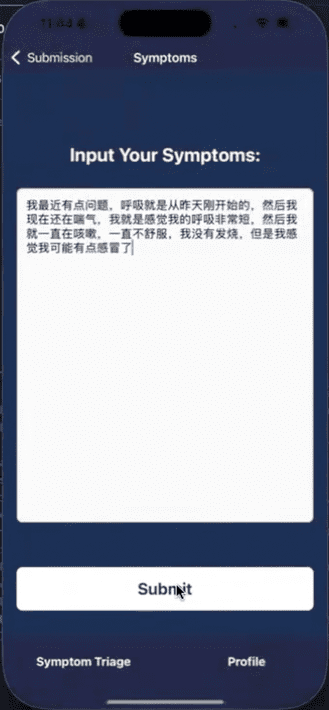 Submission
Symptoms
Input Your Symptoms:
我最近有点问题，呼吸就是从昨天刚开始的，然后我
现在还在喘气，我就是感觉我的呼吸非常短，然后我
就一直在咳嗽，一直不舒服，我没有发烧，但是我感
觉我可能有点感冒了
Submit
Symptom Triage
Profile